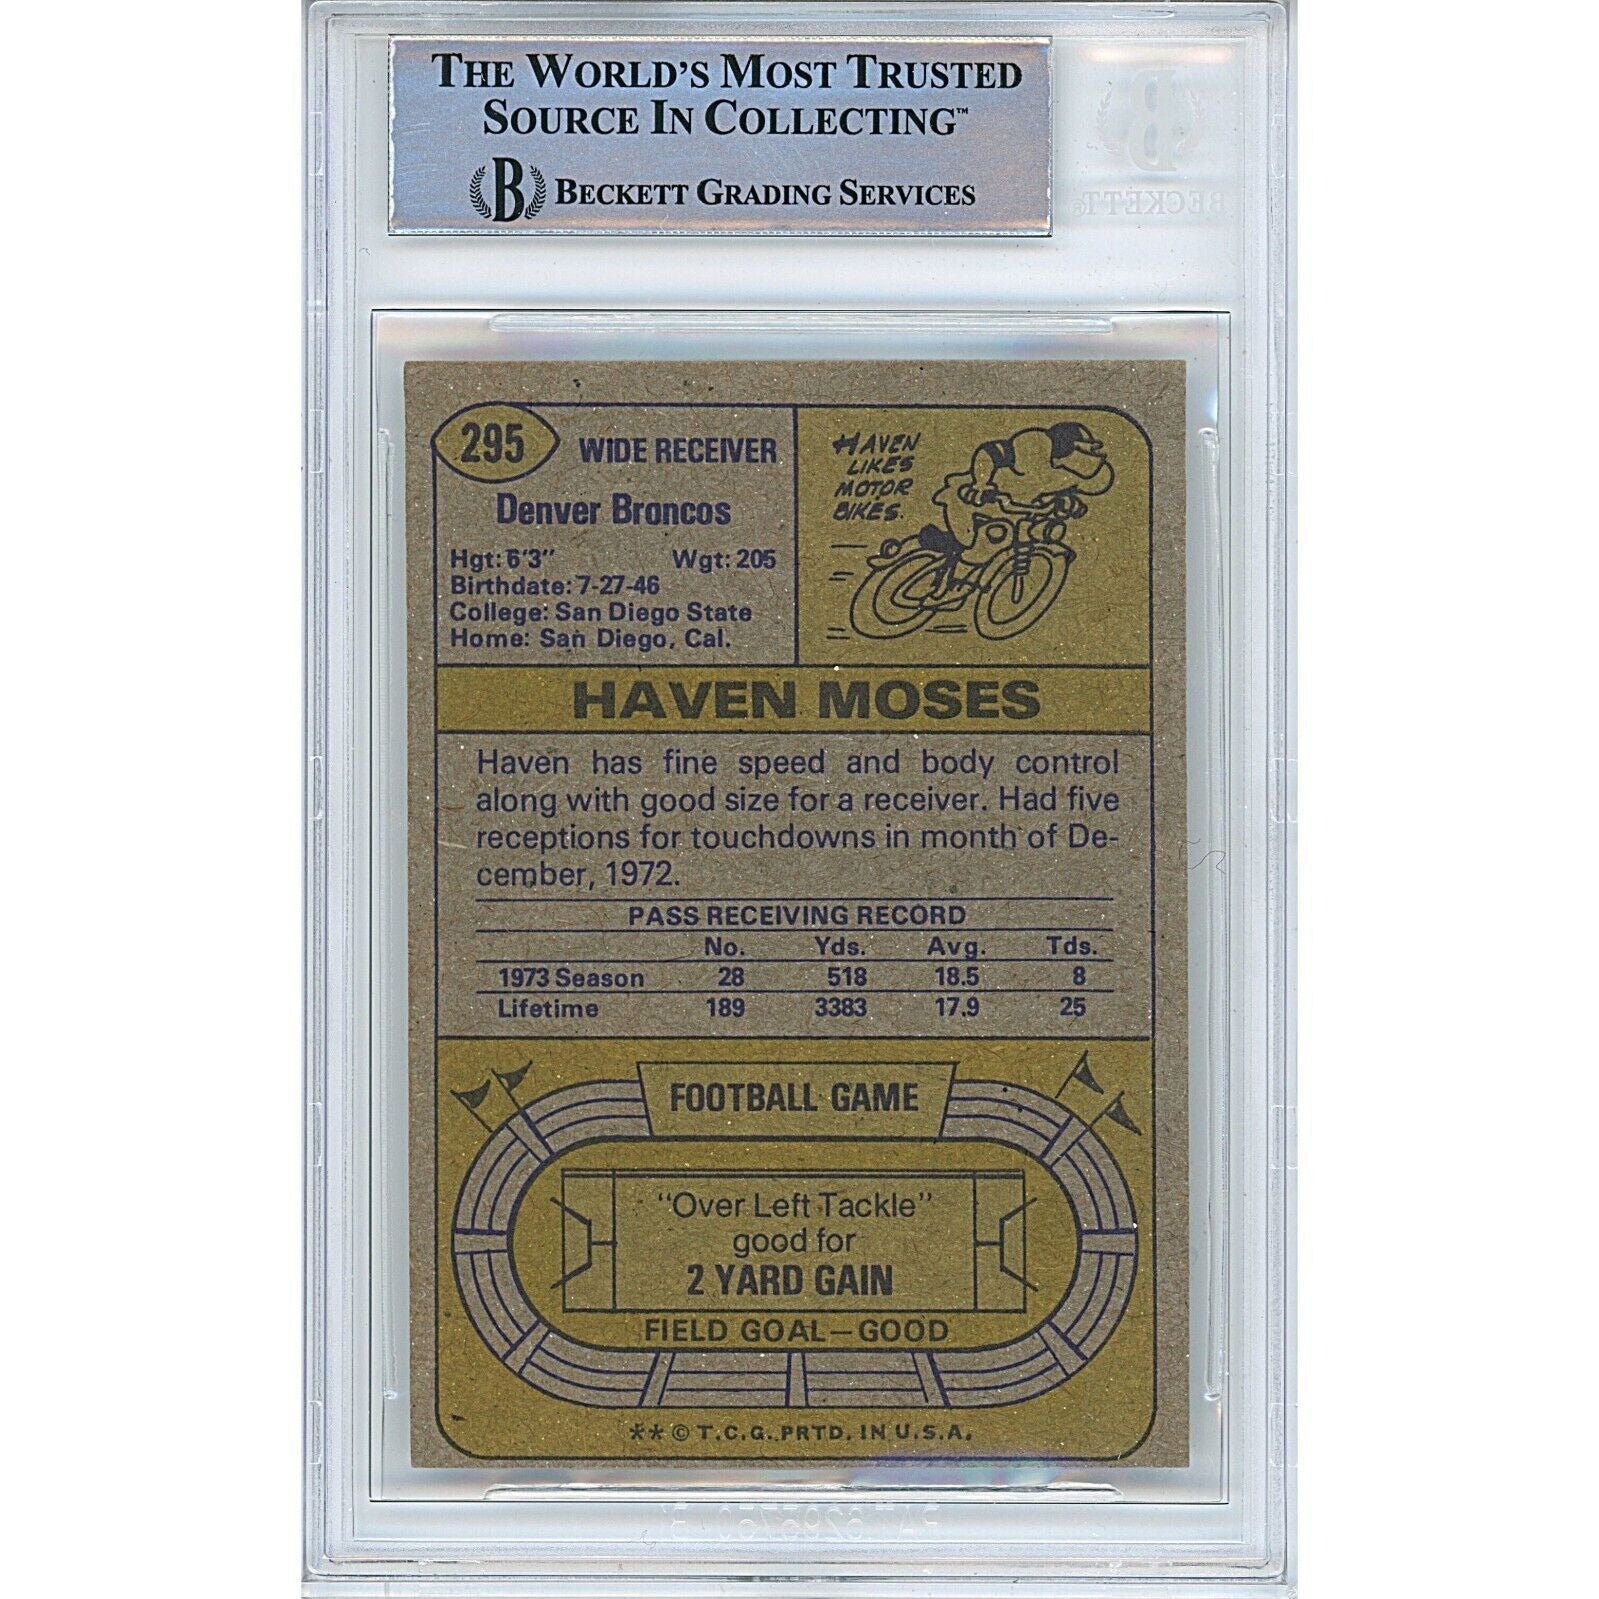 THE WORLD'S MOST TRUSTED
SOURCE IN COLLECTING™
B BECKETT GRADING SERVICES
BECKETT
295
WIDE RECEIVER
Denver Broncos
Hgt: 6'3" Wgt: 205
Birthdate: 7-27-46
College: San Diego State
Home: San Diego, Cal.
HAVEN
LIKES
MOTOR
BIKES.
HAVEN MOSES
Haven has fine speed and body control
along with good size for a receiver. Had five
receptions for touchdowns in month of De-
cember, 1972.
PASS RECEIVING RECORD
No. Yds. Avg. Tds.
1973 Season 28 518 18.5 8
Lifetime 189 3383 17.9 25
FOOTBALL GAME
"Over Left Tackle"
good for
2 YARD GAIN
FIELD GOAL—GOOD
** © T.C.G. PRTD. IN U.S.A.